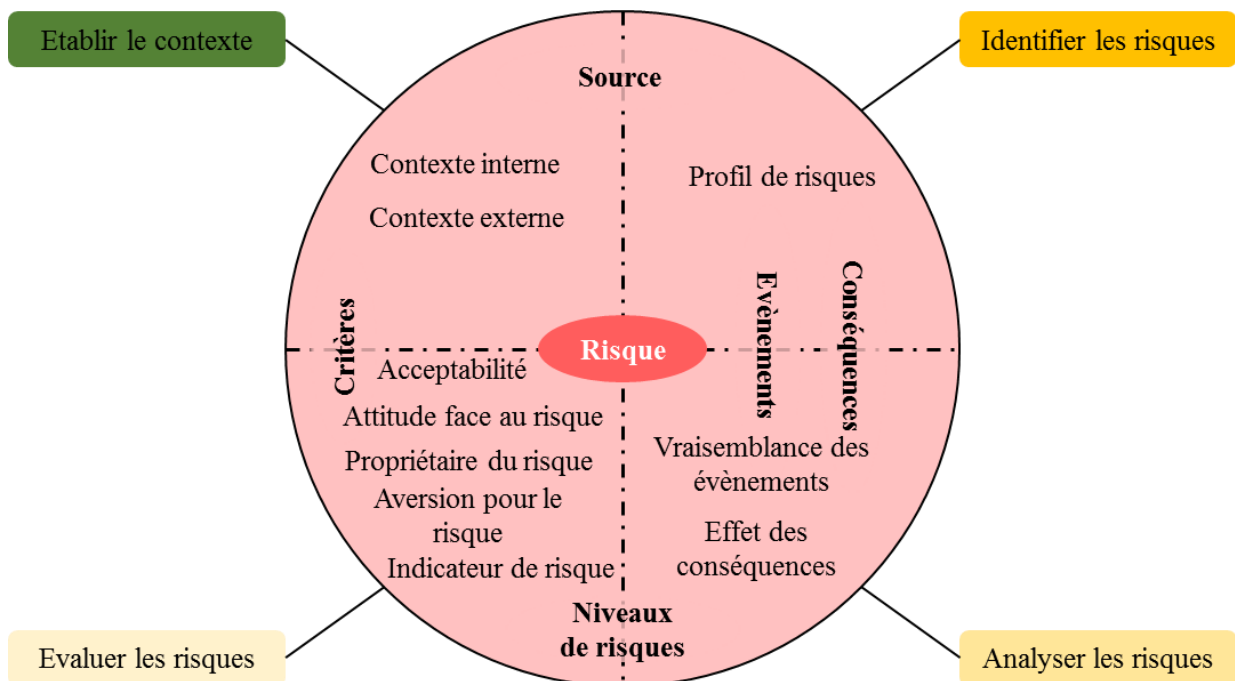 Etablir le contexte
Identifier les risques
Source
Contexte interne
Profil de risques
Contexte externe
Critères
Evènements
Conséquences
Risque
Acceptabilité
Attitude face au risque
Propriétaire du risque
Aversion pour le
risque
Indicateur de risque
Vraisemblance des
évènements
Effet des
conséquences
Niveaux
de risques
Evaluer les risques
Analyser les risques